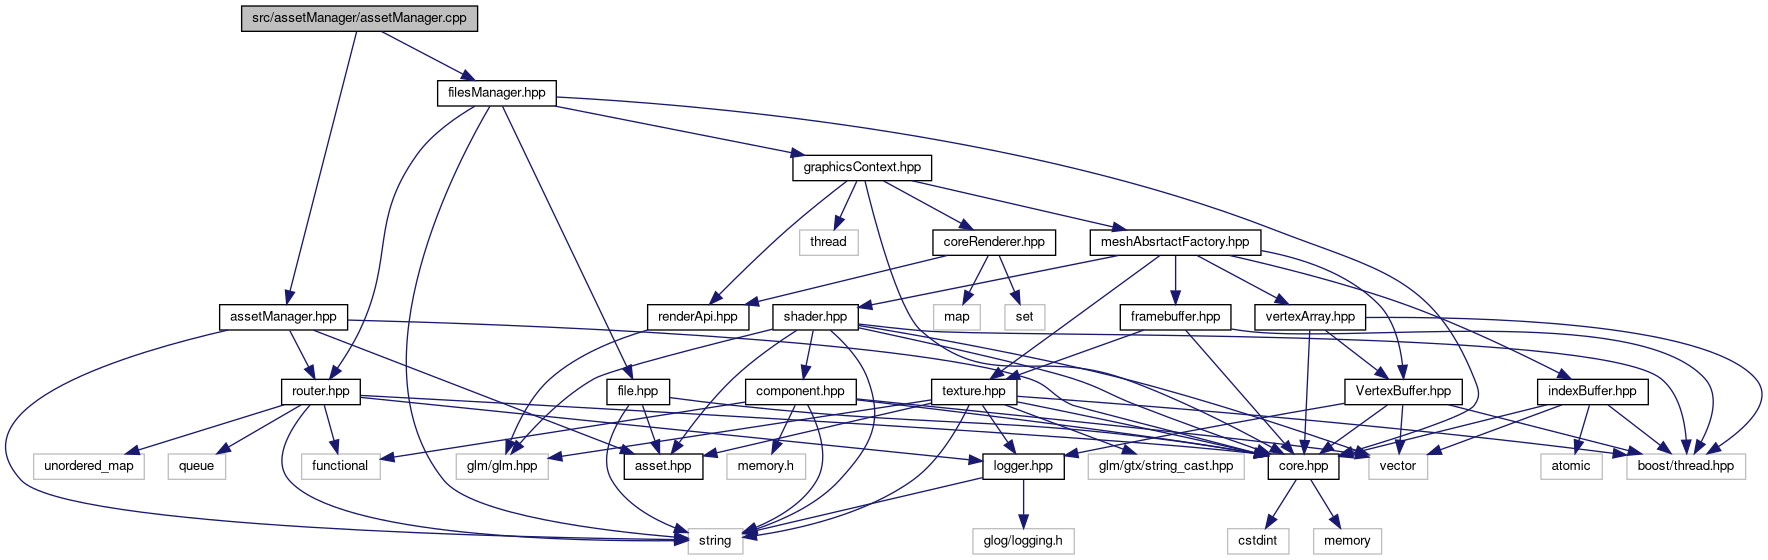 src/assetManager/assetManager.cpp
filesManager.hpp
graphicsContext.hpp
thread
coreRenderer.hpp
meshAbsrtactFactory.hpp
assetManager.hpp
renderApi.hpp
shader.hpp
map
set
framebuffer.hpp
vertexArray.hpp
router.hpp
file.hpp
component.hpp
texture.hpp
VertexBuffer.hpp
indexBuffer.hpp
unordered_map
queue
functional
glm/glm.hpp
asset.hpp
memory.h
logger.hpp
glm/gtx/string_cast.hpp
core.hpp
vector
atomic
boost/thread.hpp
string
glog/logging.h
cstdint
memory